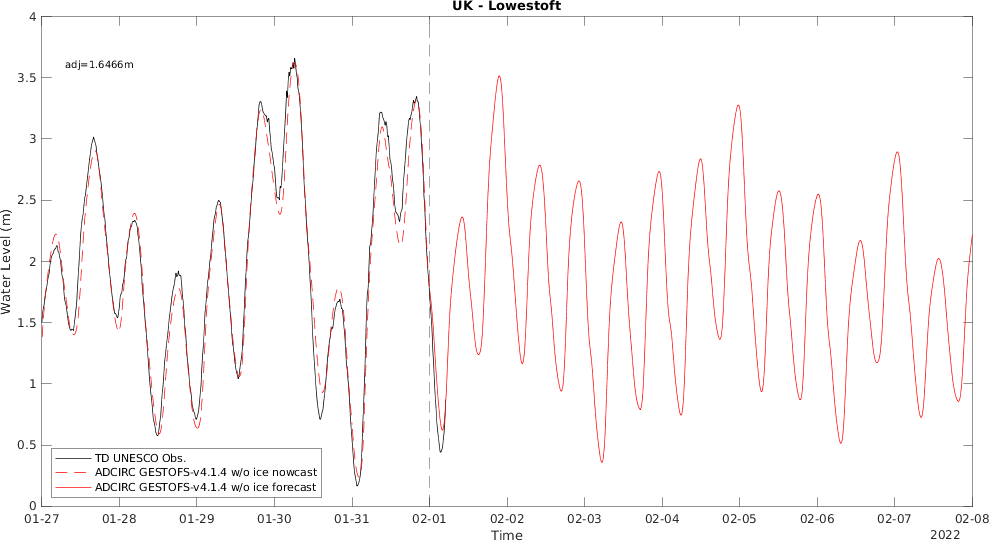 UK - Lowestoft
4
3.5
3
2.5
2
1.5
1
0.5
0
Water Level (m)
adj=1.6466m
TD UNESCO Obs.
ADCIRC GESTOFS-v4.1.4 w/o ice nowcast
ADCIRC GESTOFS-v4.1.4 w/o ice forecast
01-27 01-28 01-29 01-30 01-31 02-01 02-02 02-03 02-04 02-05 02-06 02-07 02-08
Time
2022